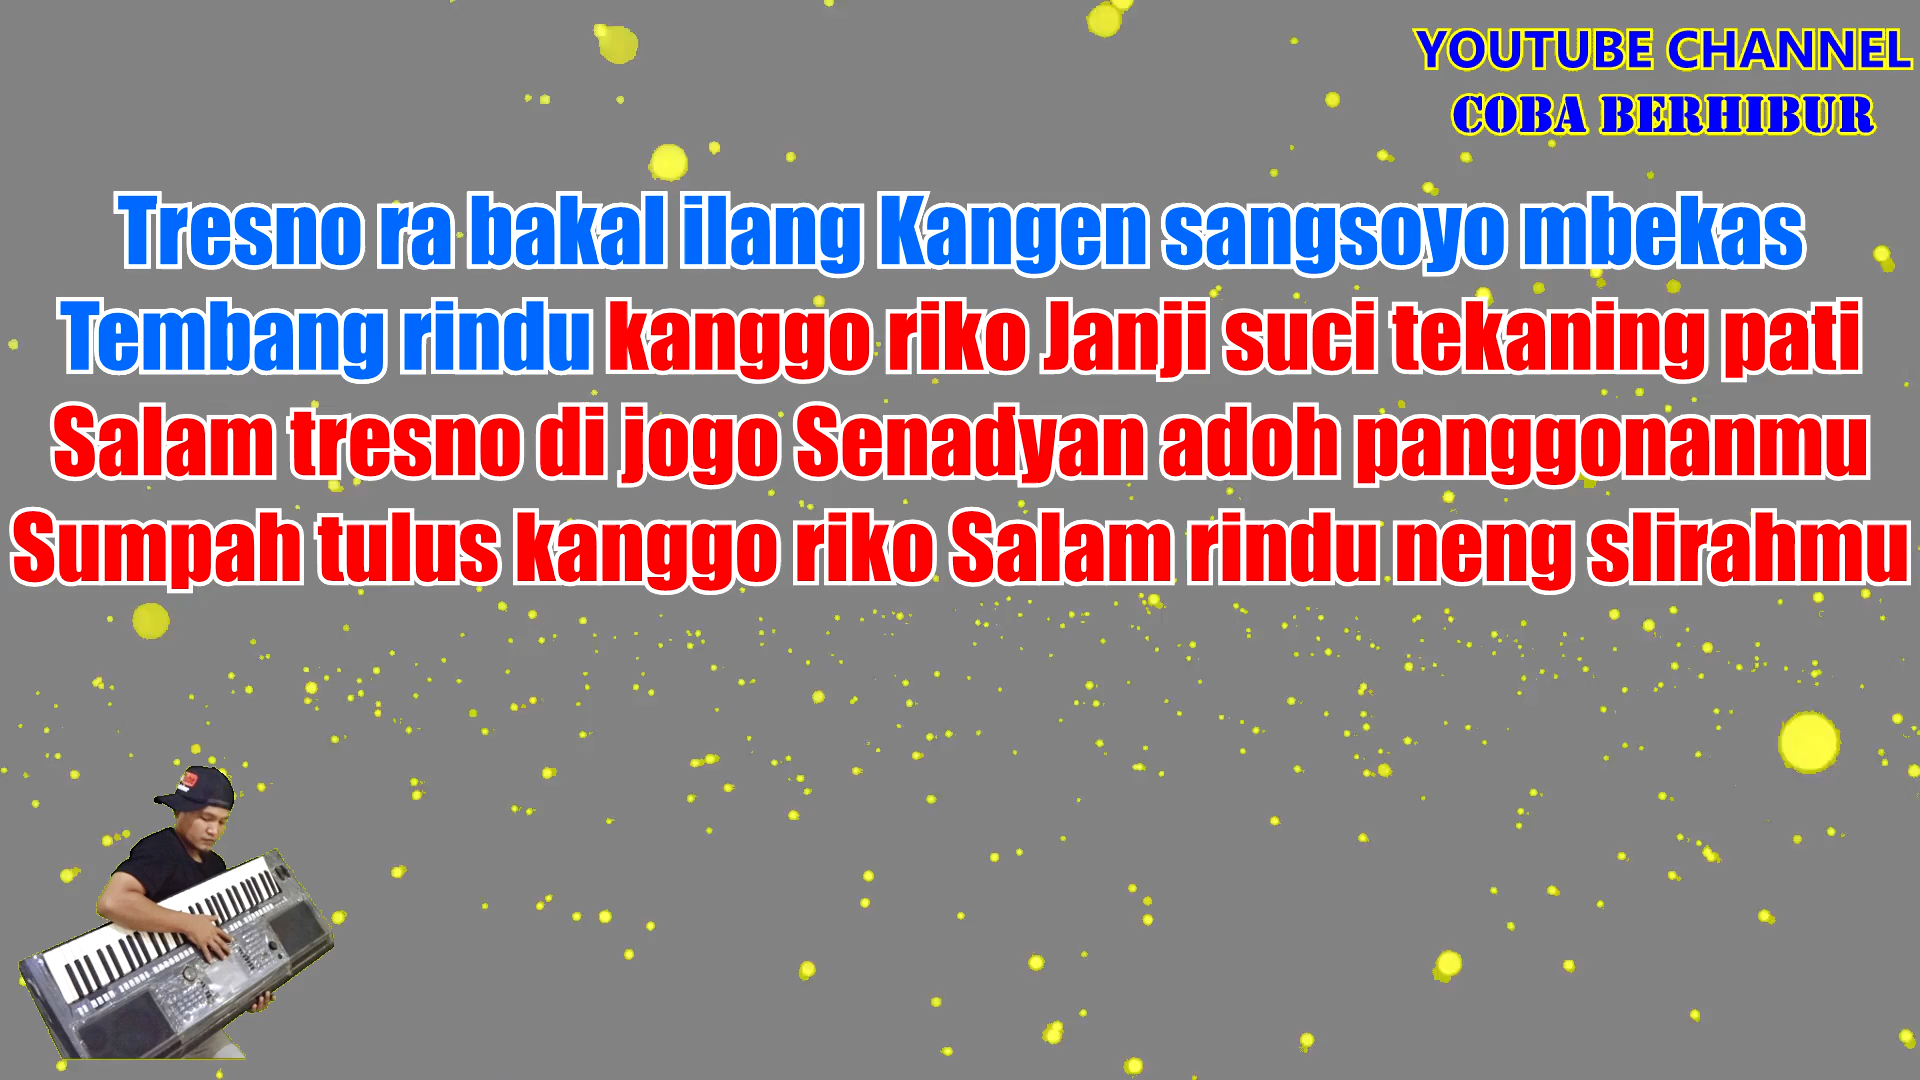 YOUTUBE CHANNEL
COBA BERHIBUR
Tresno ra bakal ilang Kangen sangsoyo mbekas
Tembang rindu kanggo riko Janji suci tekaning pati
Salam tresno di jogo Senadyan adoh panggonanmu
Sumpah tulus kanggo riko Salam rindu neng slirahmu